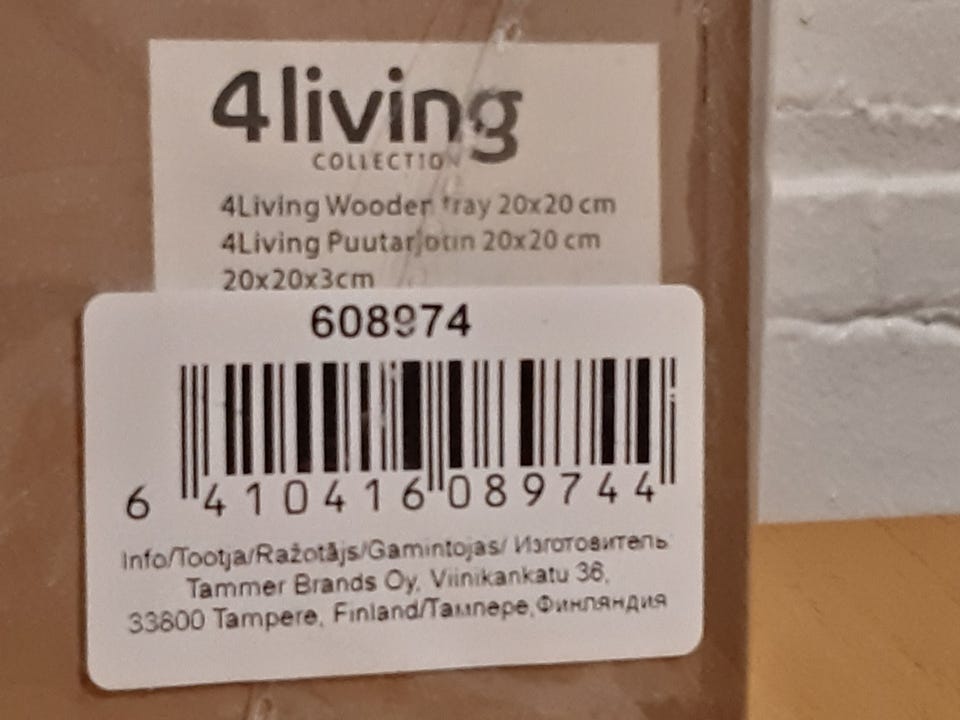 4living
COLLECTION
4Living Wooden tray 20x20 cm
4Living Puutarjotin 20x20 cm
20x20x3cm
608974
6 410416 089744
Info/Tootja/Ražotājs/Gamintojas/ Изготовитель:
Tammer Brands Oy, Viinikankatu 36,
33800 Tampere, Finland/Тампере,Финляндия